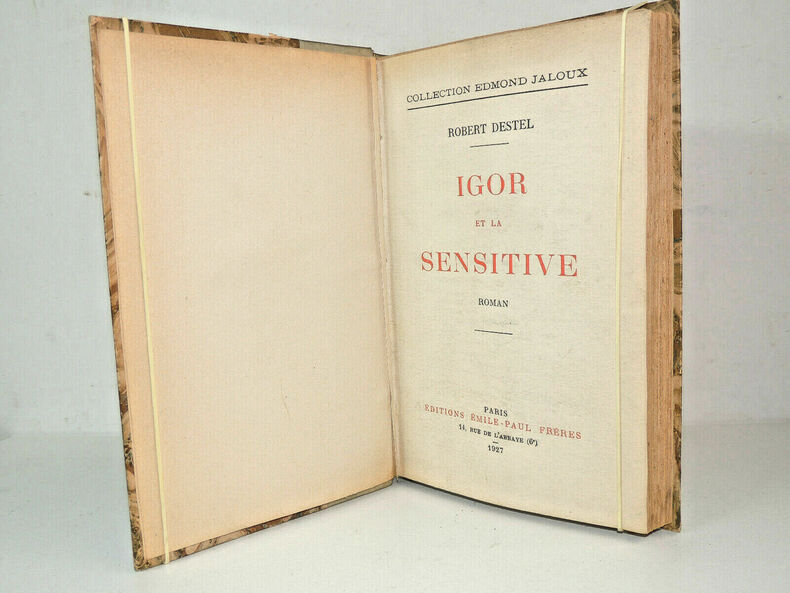 COLLECTION EDMOND JALOUX
ROBERT DESTEL
IGOR
ET LA
SENSITIVE
ROMAN
PARIS
EDITIONS ÉMILE-PAUL FRÈRES
14, RUE DE L'ABBAYE (6ᵉ)
1927